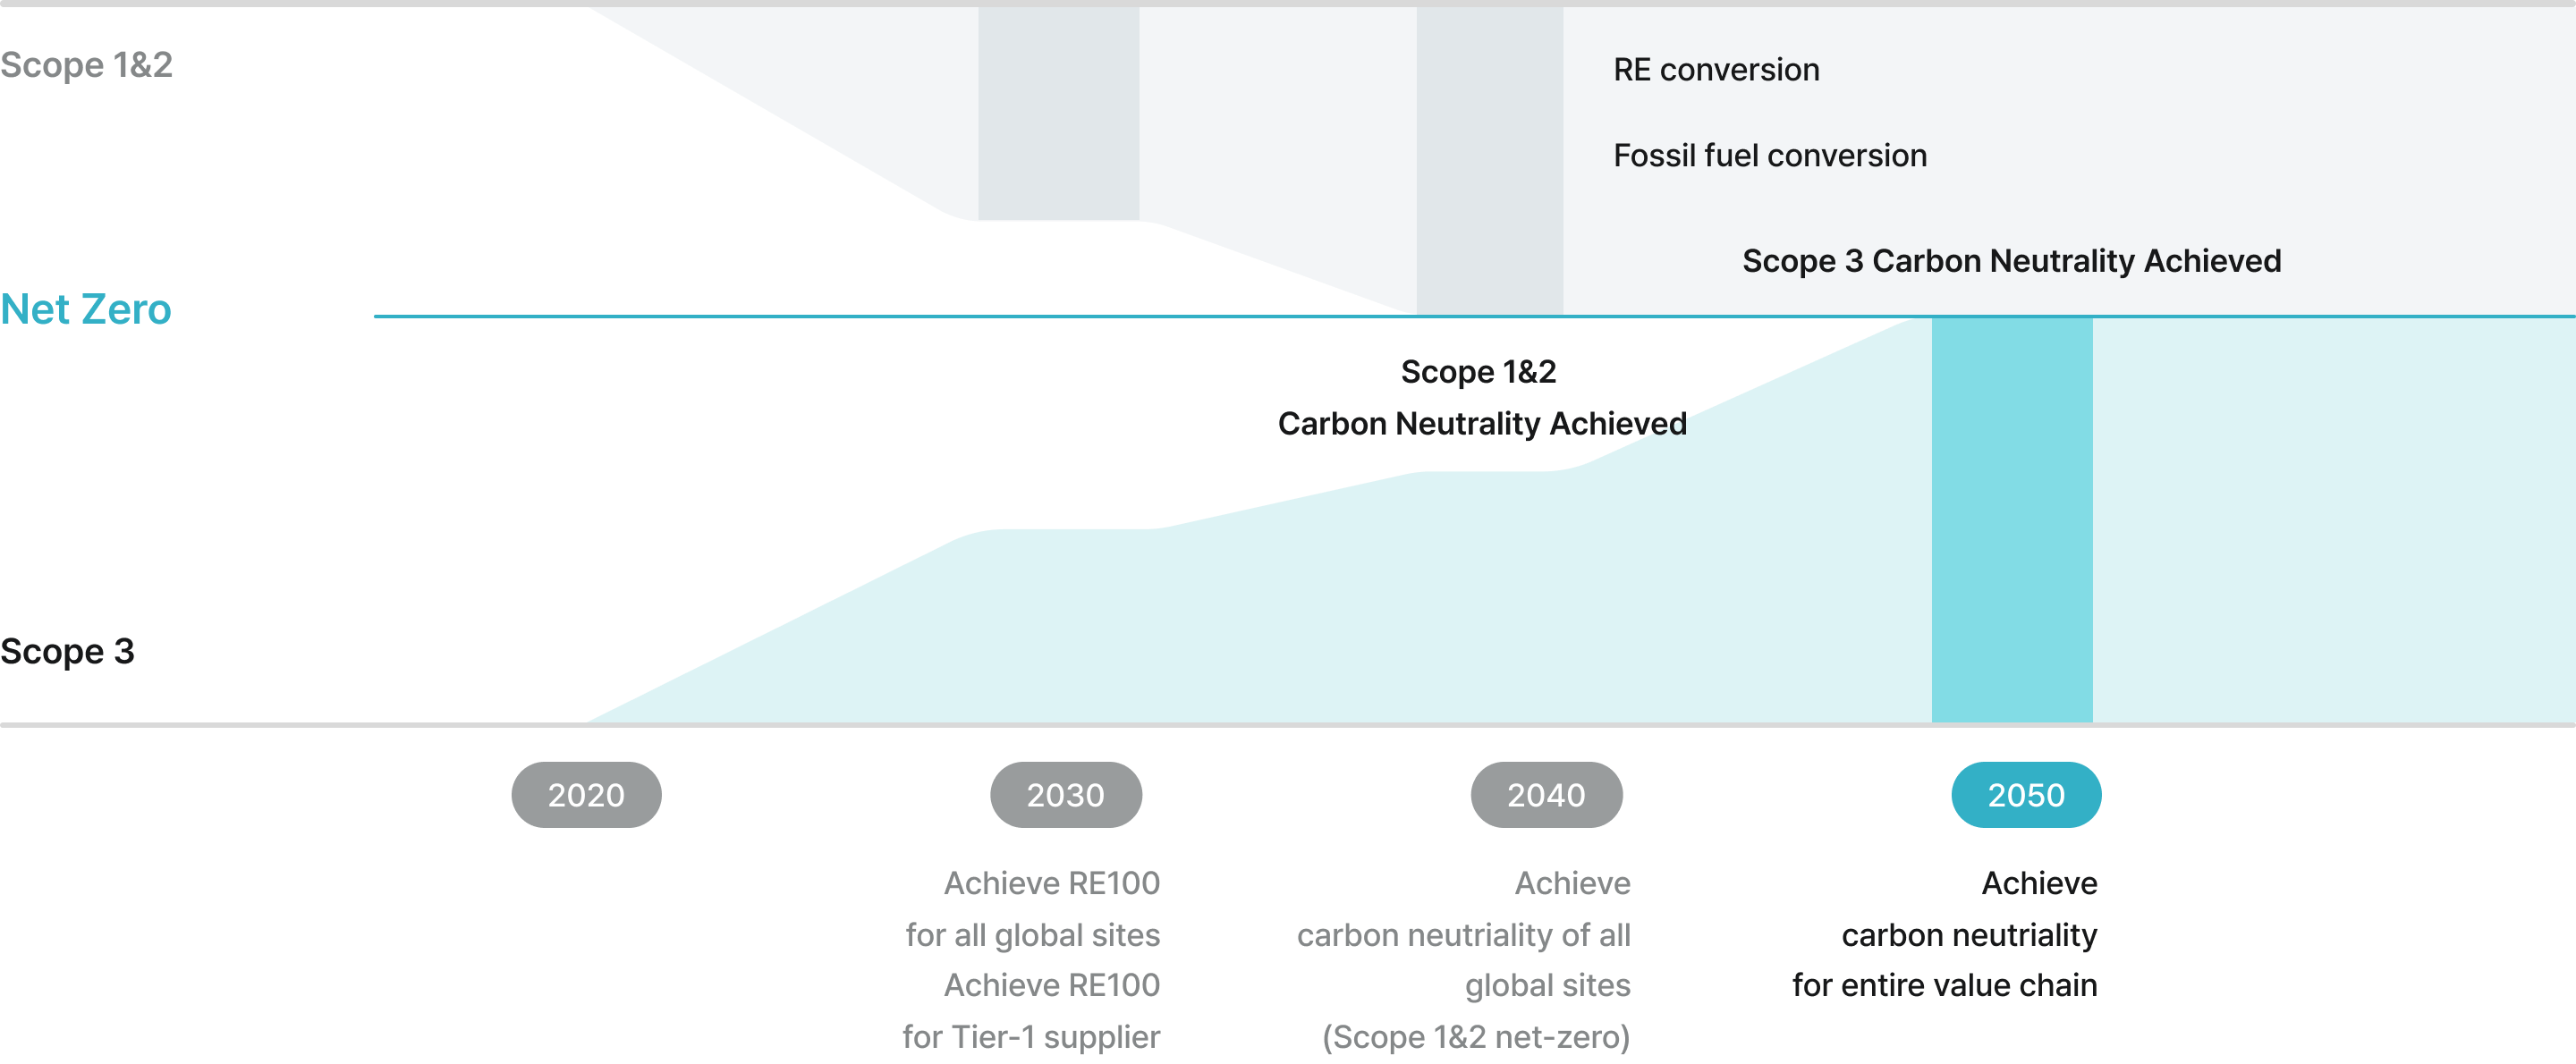 Scope 1&2
RE conversion
Fossil fuel conversion
Scope 3 Carbon Neutrality Achieved
Net Zero
Scope 1&2
Carbon Neutrality Achieved
Scope 3
2020
2030
2040
2050
Achieve RE100
for all global sites
Achieve RE100
for Tier-1 supplier
Achieve
carbon neutriality of all
global sites
(Scope 1&2 net-zero)
Achieve
carbon neutriality
for entire value chain